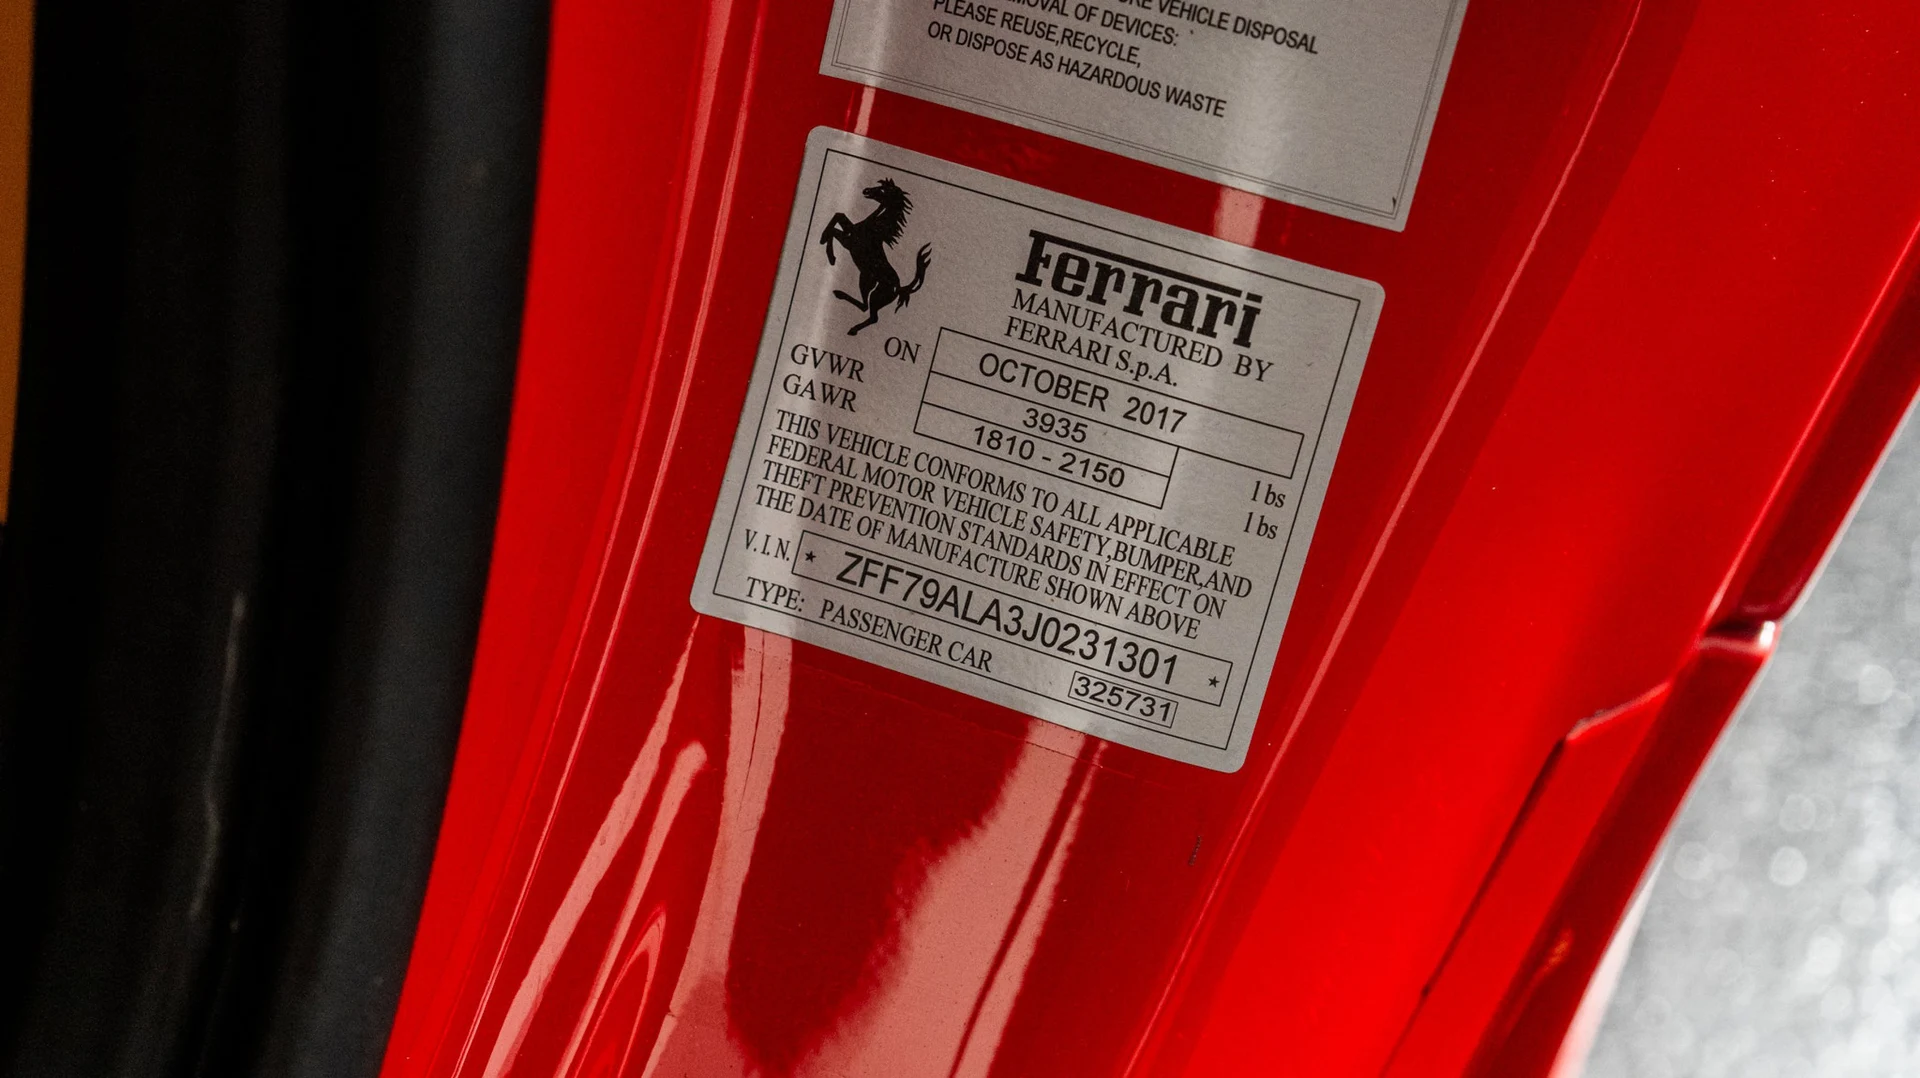 VEHICLE DISPOSAL
OF DEVICES:
PLEASE REUSE,RECYCLE,
OR DISPOSE AS HAZARDOUS WASTE
Ferrari
MANUFACTURED BY
FERRARI S.p.A.
ON OCTOBER 2017
GVWR 3935 lbs
GAWR 1810 - 2150 lbs
THIS VEHICLE CONFORMS TO ALL APPLICABLE
FEDERAL MOTOR VEHICLE SAFETY,BUMPER,AND
THEFT PREVENTION STANDARDS IN EFFECT ON
THE DATE OF MANUFACTURE SHOWN ABOVE
V.I.N. * ZFF79ALA3J0231301 *
TYPE: PASSENGER CAR
325731